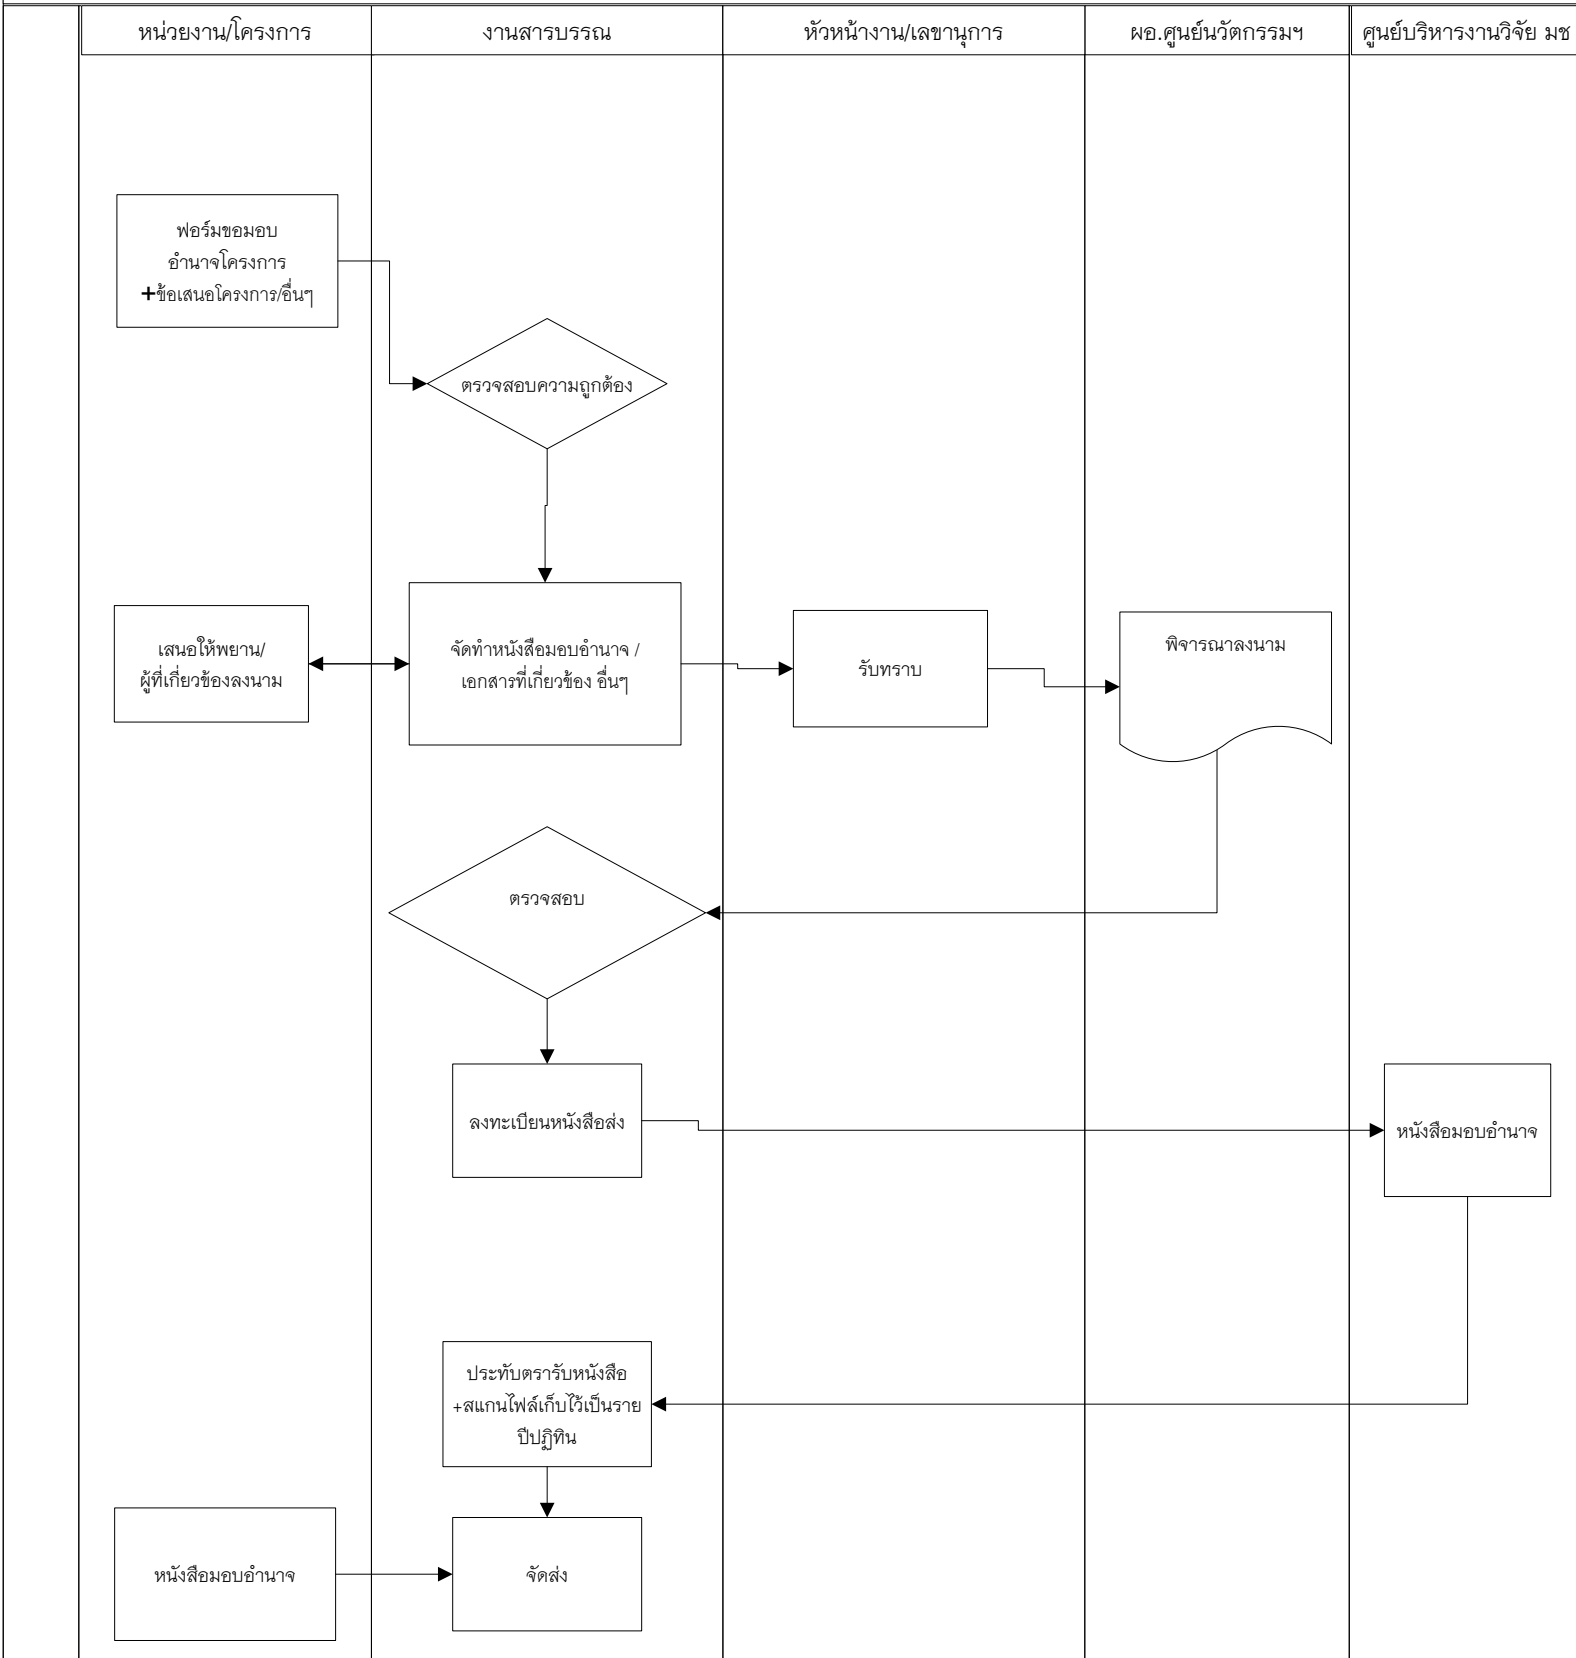 หน่วยงาน/โครงการ
งานสารบรรณ
หัวหน้างาน/เลขานุการ
ผอ.ศูนย์นวัตกรรมฯ
ศูนย์บริหารงานวิจัย มช
ฟอร์มขอมอบ
อำนาจโครงการ
+ข้อเสนอโครงการ/อื่นๆ
ตรวจสอบความถูกต้อง
เสนอให้พยาน/
ผู้ที่เกี่ยวข้องลงนาม
จัดทำหนังสือมอบอำนาจ /
เอกสารที่เกี่ยวข้อง อื่นๆ
รับทราบ
พิจารณาลงนาม
ตรวจสอบ
ลงทะเบียนหนังสือส่ง
หนังสือมอบอำนาจ
ประทับตรารับหนังสือ
+สแกนไฟล์เก็บไว้เป็นราย
ปีปฏิทิน
หนังสือมอบอำนาจ
จัดส่ง